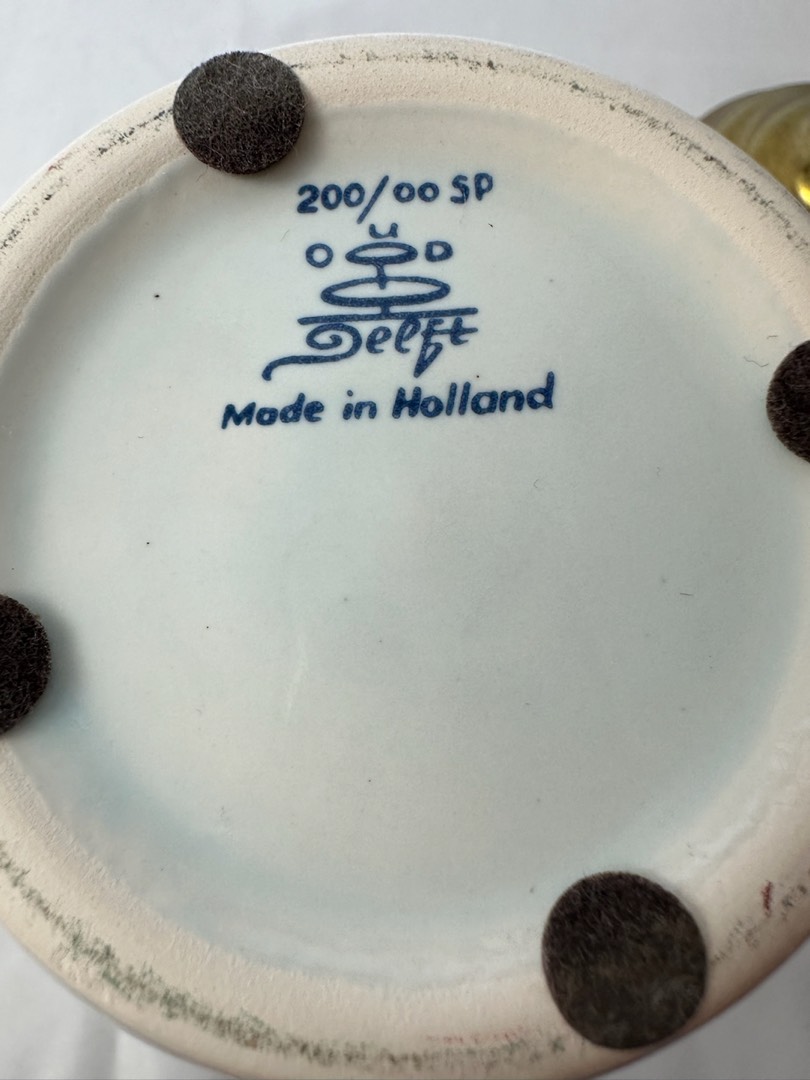 200/00 SP
O U D
Delft
Made in Holland